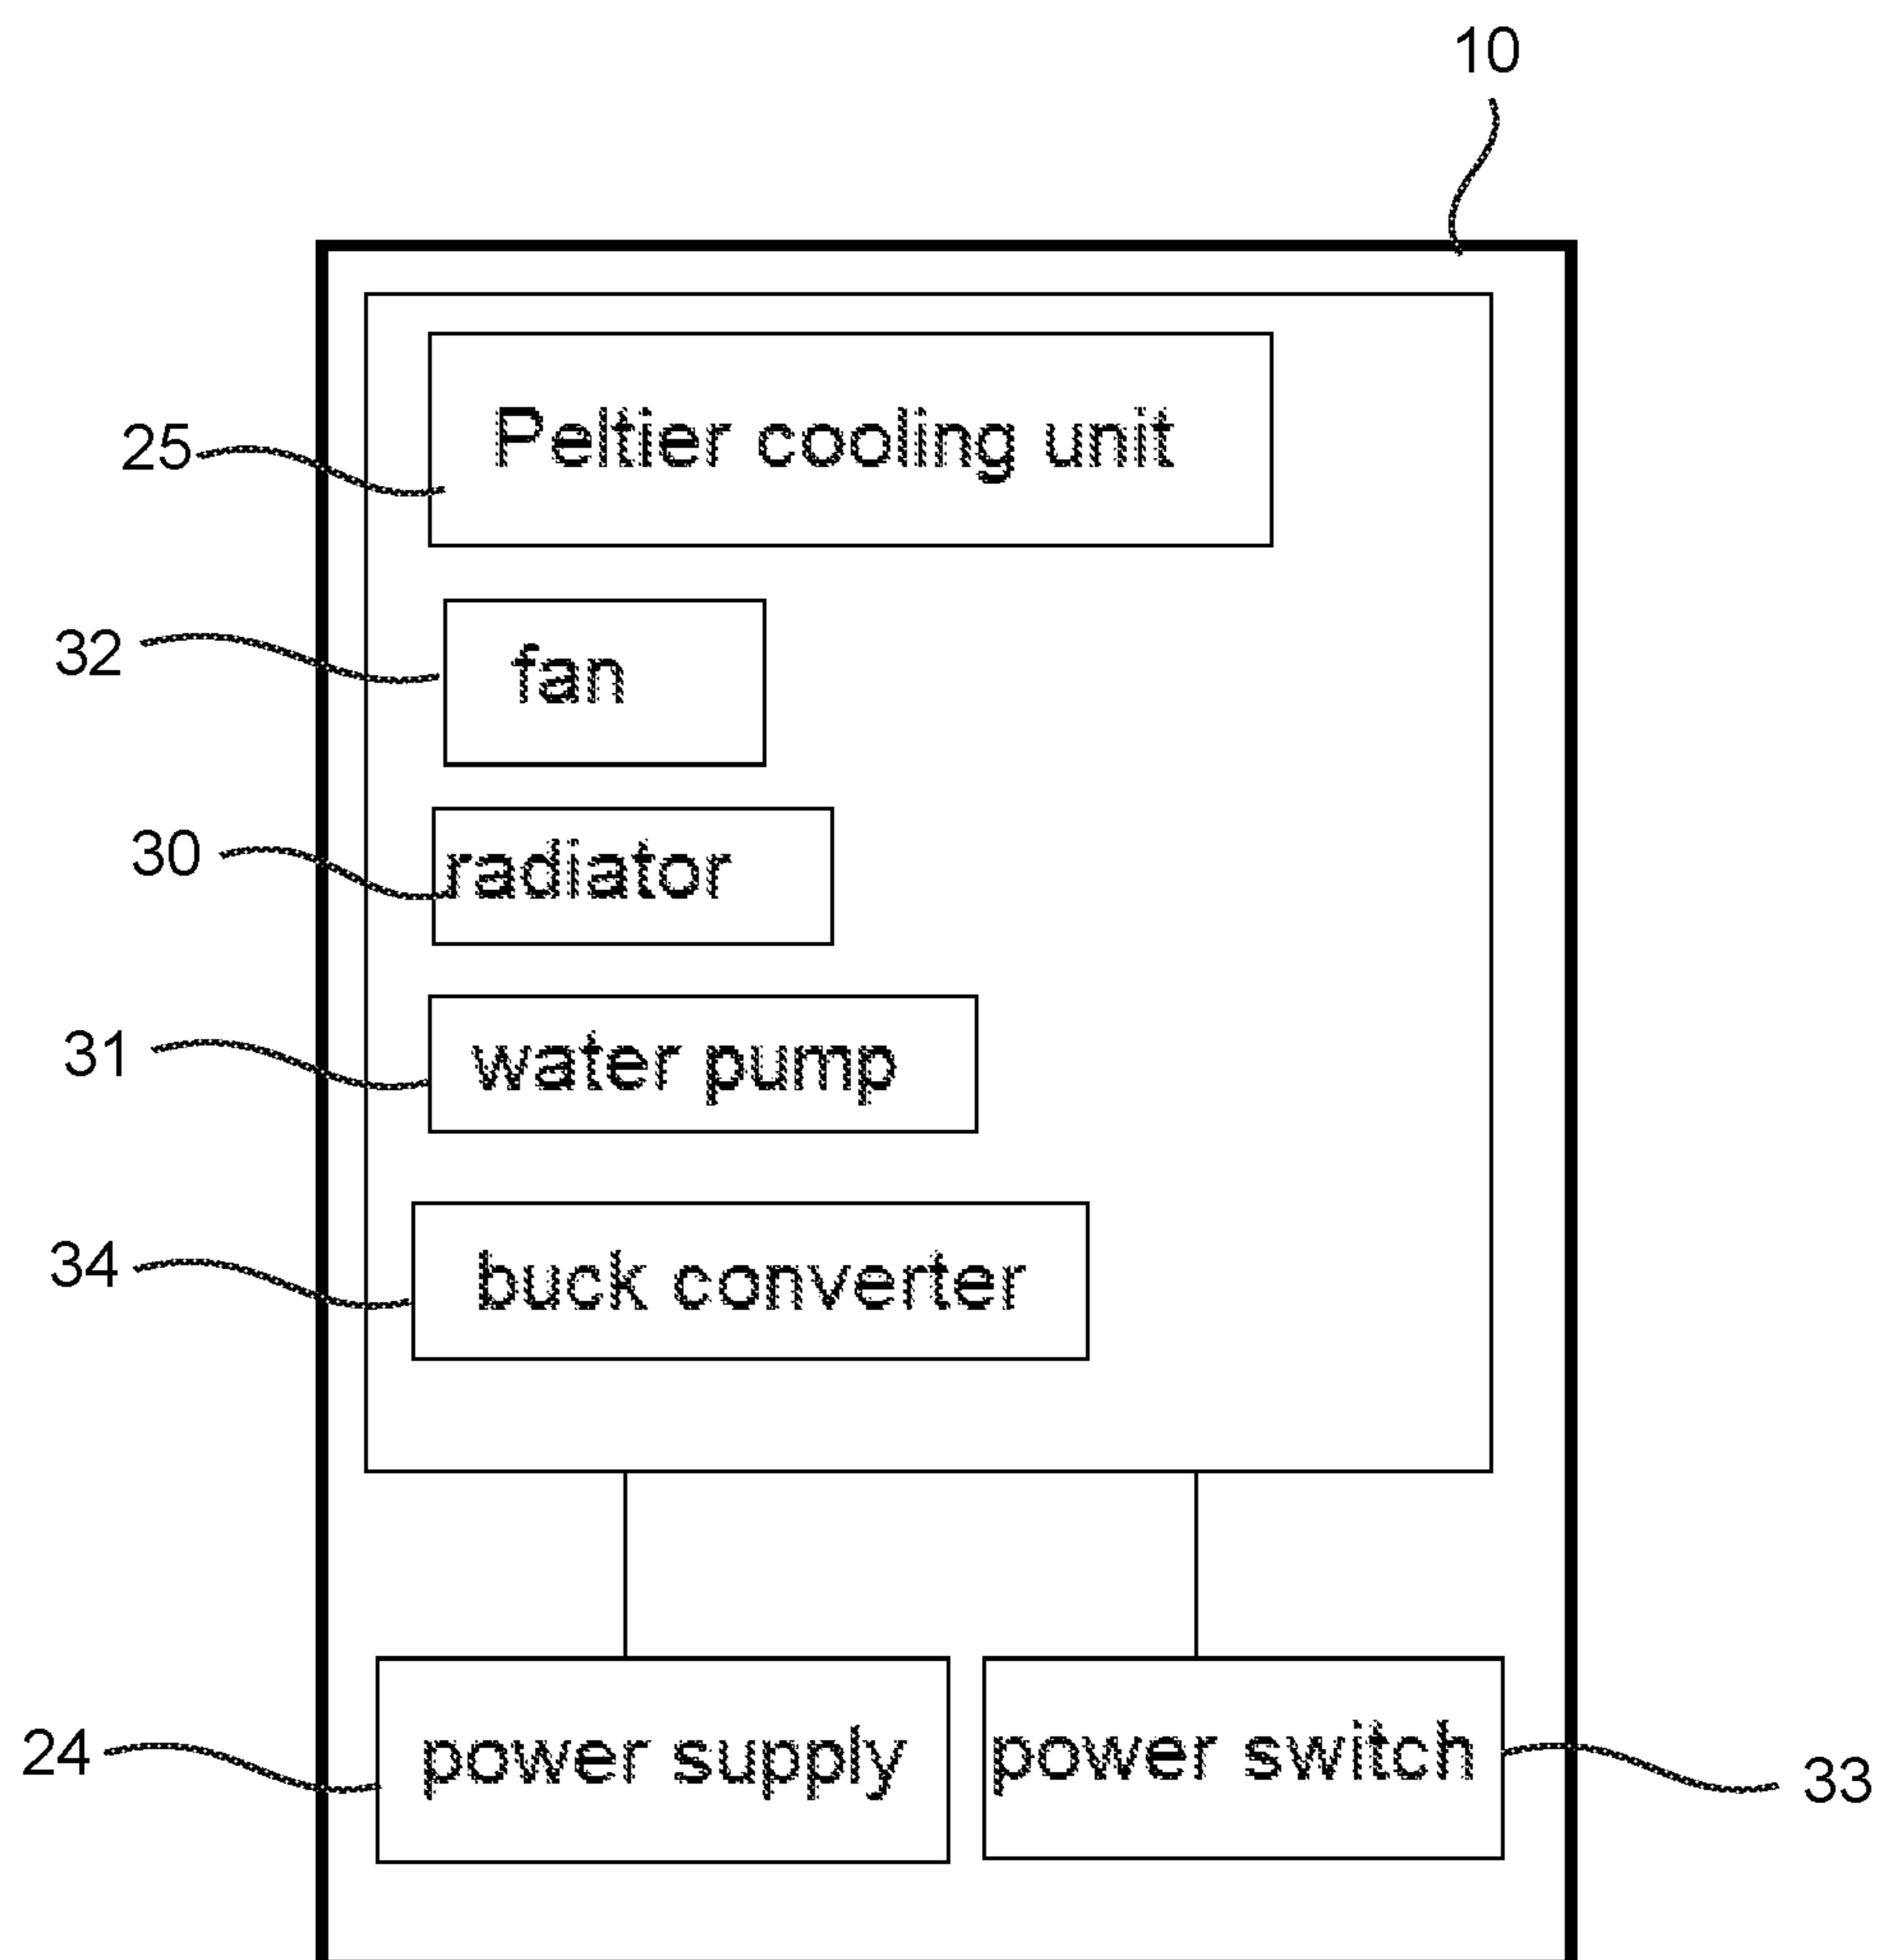 10
25 Peltier cooling unit
32 fan
30 radiator
31 water pump
34 buck converter
24 power supply power switch 33